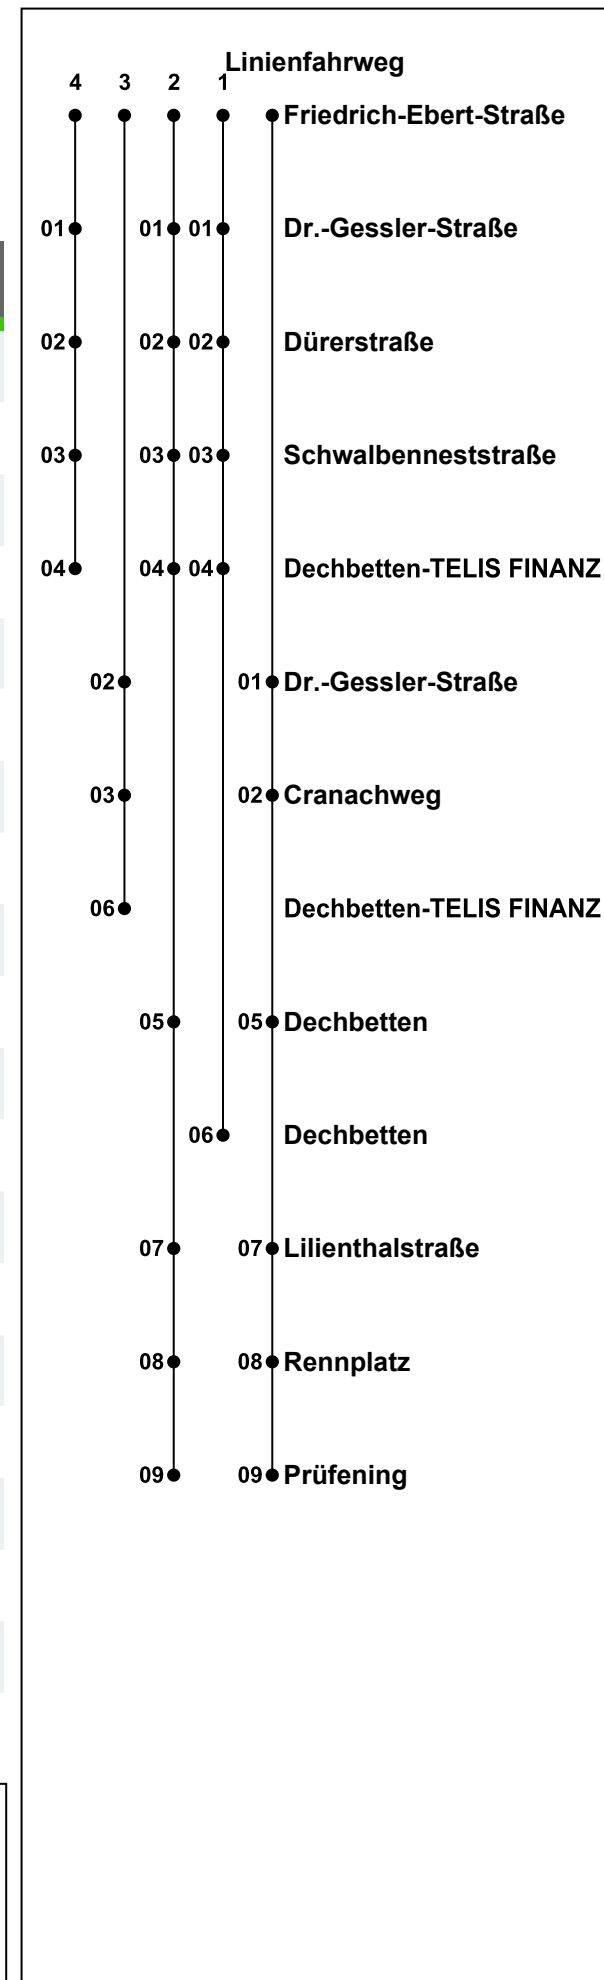 Linienfahrweg
4 3 2 1
Friedrich-Ebert-Straße
01 01 01 Dr.-Gessler-Straße
02 02 02 Dürerstraße
03 03 03 Schwalbenneststraße
04 04 04 Dechbetten-TELIS FINANZ
02 01 Dr.-Gessler-Straße
03 02 Cranachweg
06 Dechbetten-TELIS FINANZ
05 05 Dechbetten
06 Dechbetten
07 07 Lilienthalstraße
08 08 Rennplatz
09 09 Prüfening